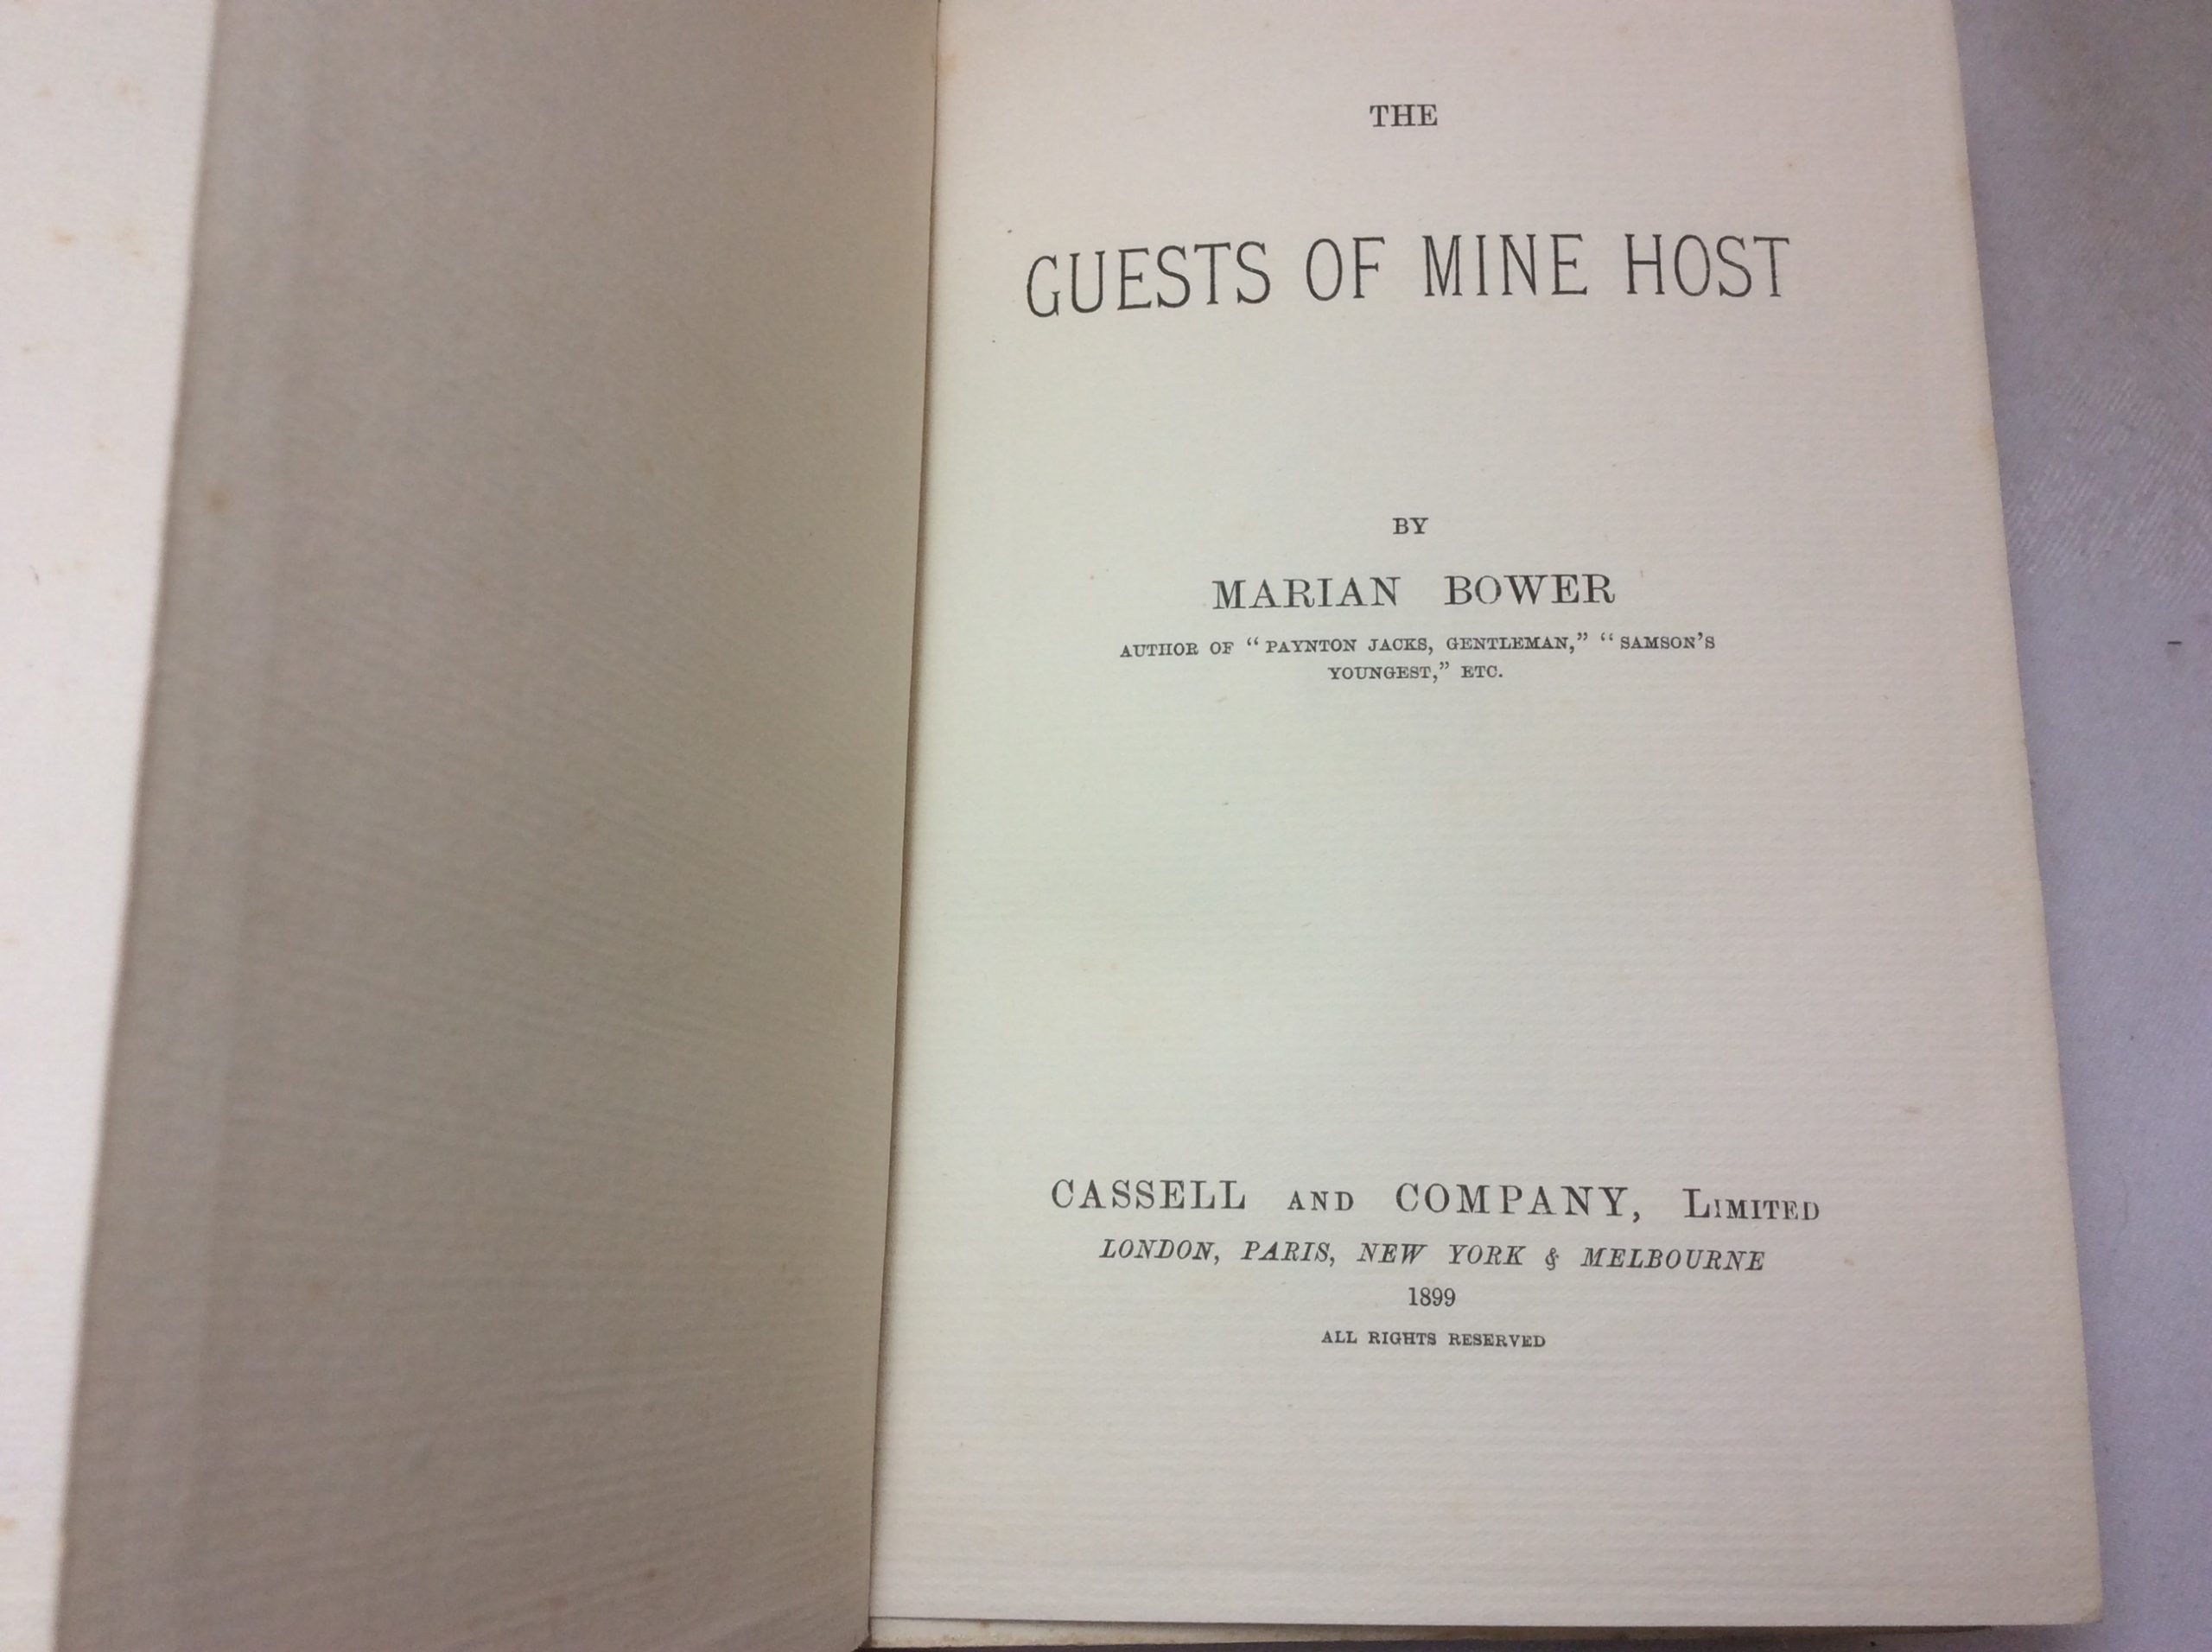 THE
GUESTS OF MINE HOST
BY
MARIAN BOWER
AUTHOR OF “PAYNTON JACKS, GENTLEMAN,” “SAMSON’S
YOUNGEST,” ETC.
CASSELL AND COMPANY, LIMITED
LONDON, PARIS, NEW YORK & MELBOURNE
1899
ALL RIGHTS RESERVED